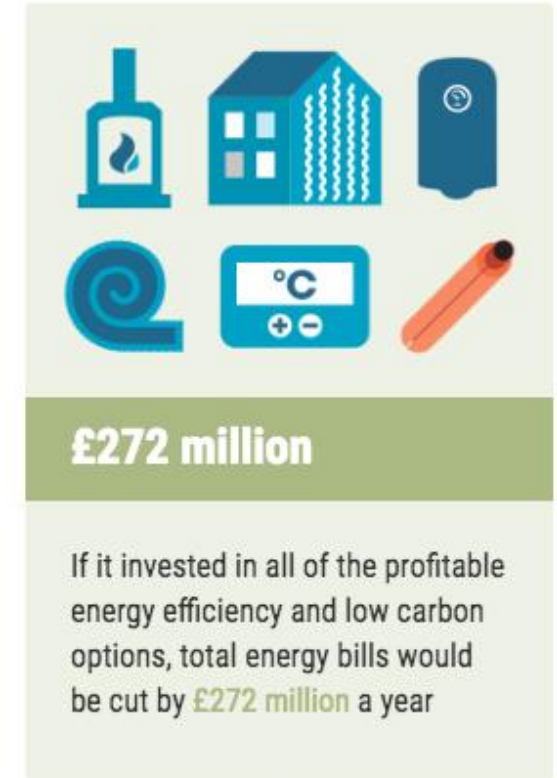 °C
£272 million
If it invested in all of the profitable
energy efficiency and low carbon
options, total energy bills would
be cut by £272 million a year